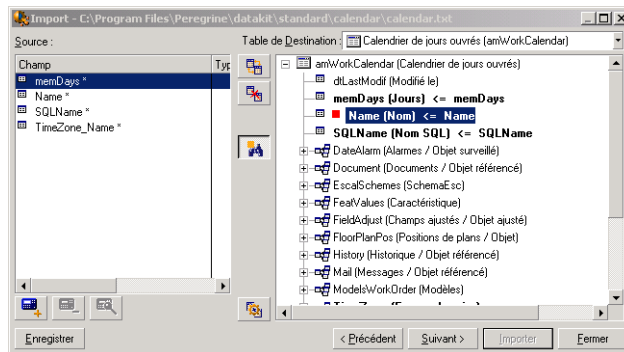 Import - C:\Program Files\Peregrine\datakit\standard\calendar\calendar.txt
Source :
Table de Destination : Calendrier de jours ouvrés (amWorkCalendar)
Champ Typ
memDays *
Name *
SQLName *
TimeZone_Name *
amWorkCalendar (Calendrier de jours ouvrés)
dtLastModif (Modifié le)
memDays (Jours) <= memDays
Name (Nom) <= Name
SQLName (Nom SQL) <= SQLName
DateAlarm (Alarmes / Objet surveillé)
Document (Documents / Objet référencé)
EscalSchemes (SchemaEsc)
FeatValues (Caractéristique)
FieldAdjust (Champs ajustés / Objet ajusté)
FloorPlanPos (Positions de plans / Objet)
History (Historique / Objet référencé)
Mail (Messages / Objet référencé)
ModelsWorkOrder (Modèles)
Enregistrer
< Précédent
Suivant >
Importer
Fermer